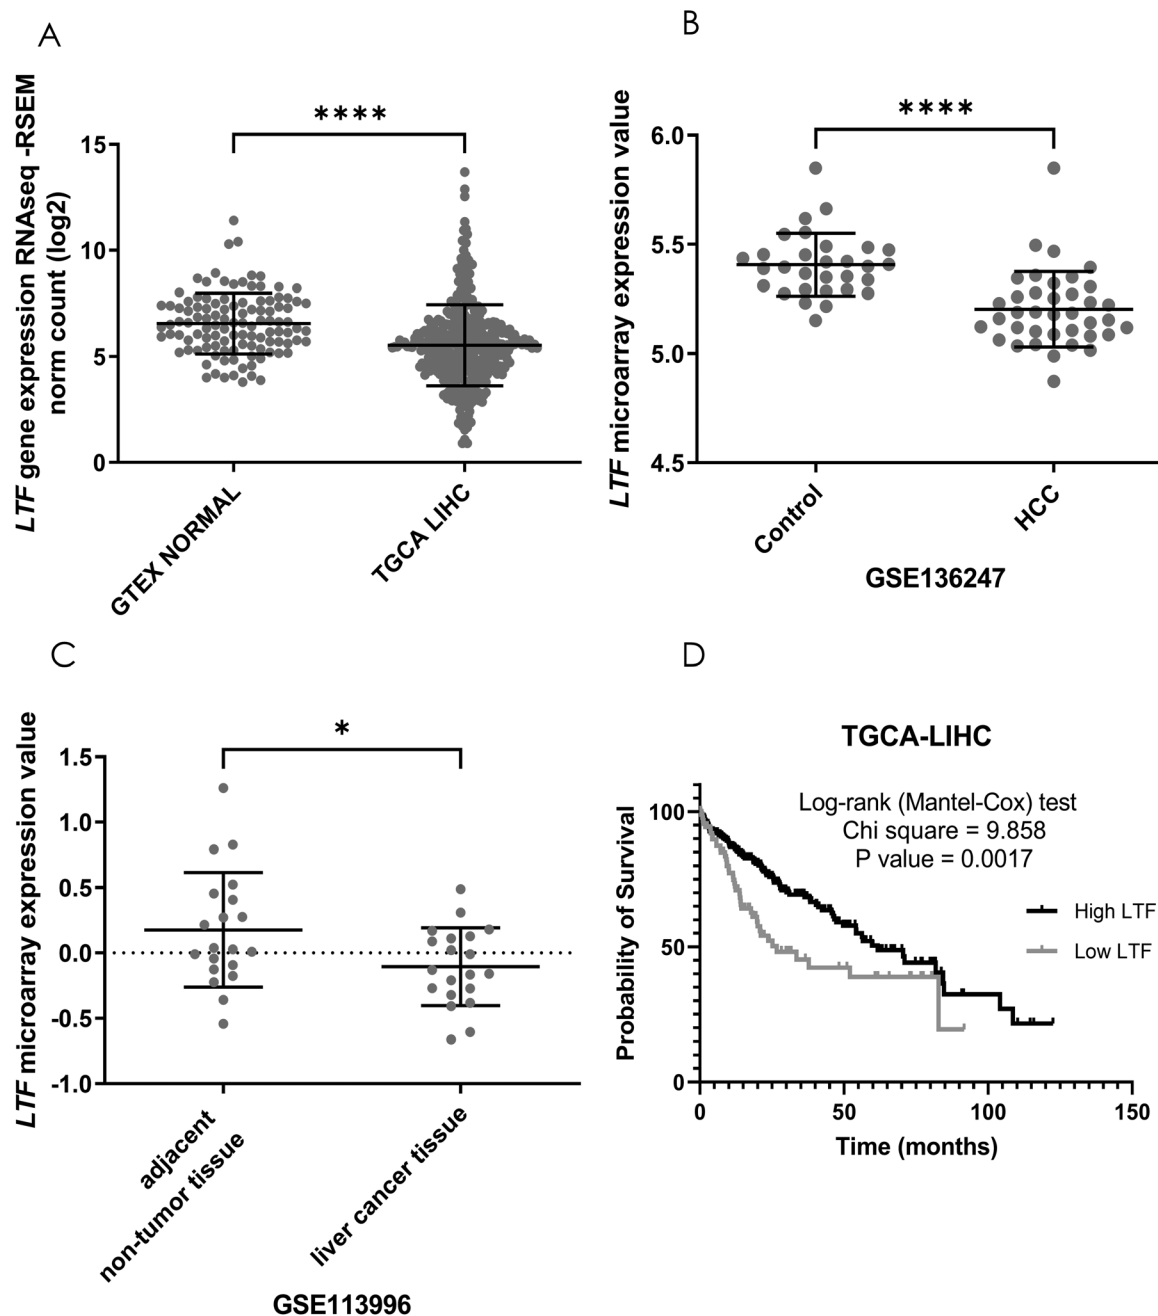 A
LTF gene expression RNAseq -RSEM
norm count (log2)
****
15
10
5
0
GTEX NORMAL
TGCA LIHC
B
LTF microarray expression value
****
6.0
5.5
5.0
4.5
Control
HCC
GSE136247
C
LTF microarray expression value
*
1.5
1.0
0.5
0.0
-0.5
-1.0
adjacent
non-tumor tissue
liver cancer tissue
GSE113996
D
TGCA-LIHC
Probability of Survival
Log-rank (Mantel-Cox) test
Chi square = 9.858
P value = 0.0017
High LTF
Low LTF
100
50
0
0
50
100
150
Time (months)